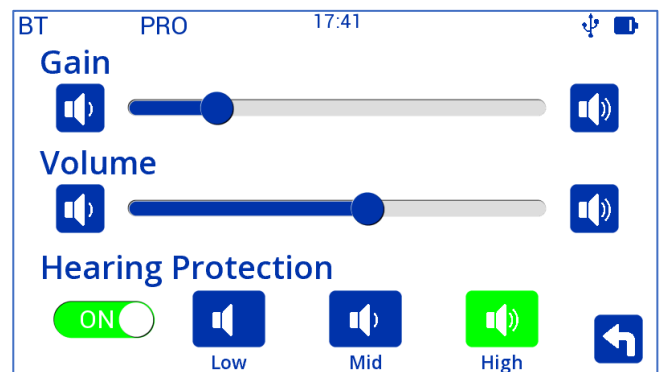 BT PRO 17:41
Gain
Volume
Hearing Protection
ON
Low Mid High